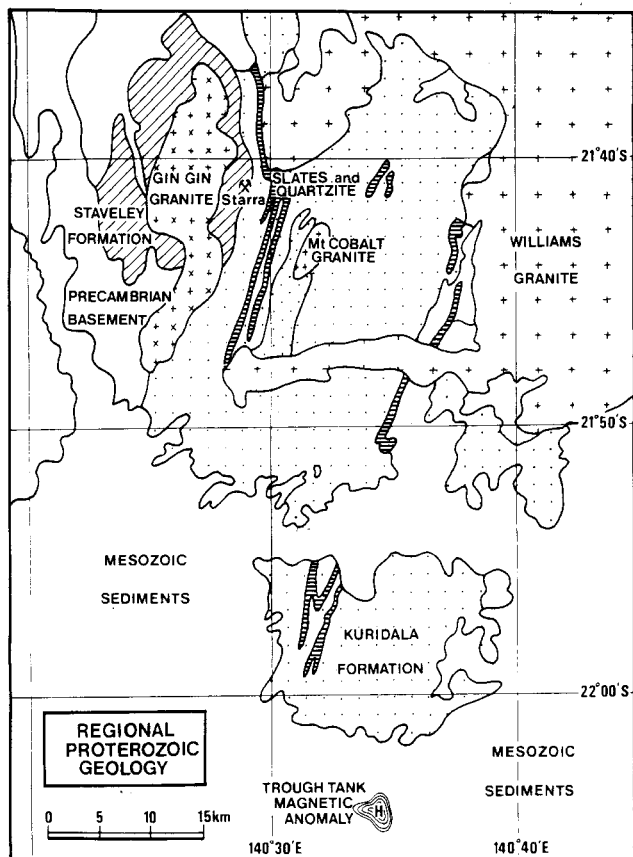 21°40'S
GIN GIN
GRANITE
Starra
SLATES and
QUARTZITE
STAVELEY
FORMATION
Mt COBALT
GRANITE
WILLIAMS
GRANITE
PRECAMBRIAN
BASEMENT
21°50'S
MESOZOIC
SEDIMENTS
KURIDALA
FORMATION
22°00'S
REGIONAL
PROTEROZOIC
GEOLOGY
MESOZOIC
SEDIMENTS
TROUGH TANK
MAGNETIC
ANOMALY
H
0 5 10 15km
140°30'E
140°40'E